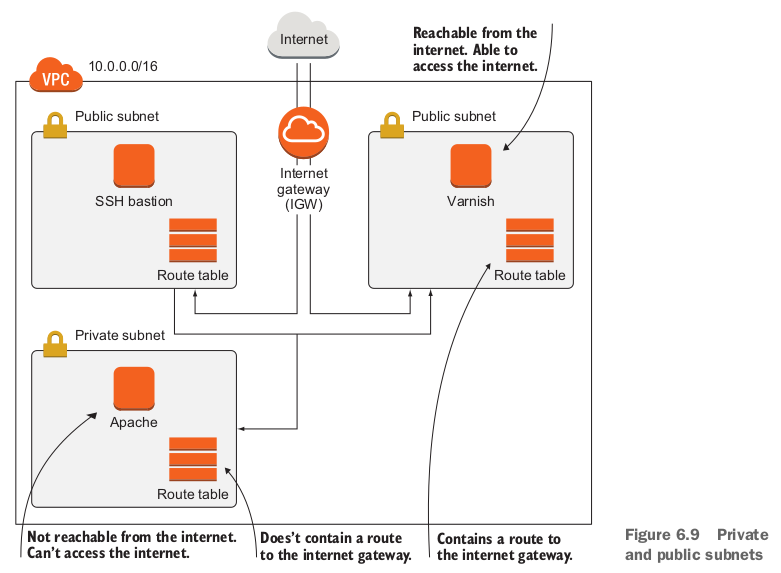 Internet
Reachable from the
internet. Able to
access the internet.
10.0.0.0/16
VPC
Public subnet
SSH bastion
Route table
Internet
gateway
(IGW)
Public subnet
Varnish
Route table
Private subnet
Apache
Route table
Not reachable from the internet.
Can't access the internet.
Does't contain a route
to the internet gateway.
Contains a route to
the internet gateway.
Figure 6.9 Private
and public subnets